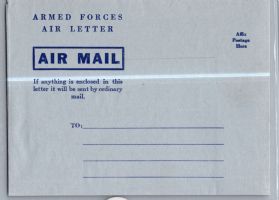 ARMED FORCES
AIR LETTER
Affix
Postage
Here
AIR MAIL
If anything is enclosed in this
letter it will be sent by ordinary
mail.
TO: